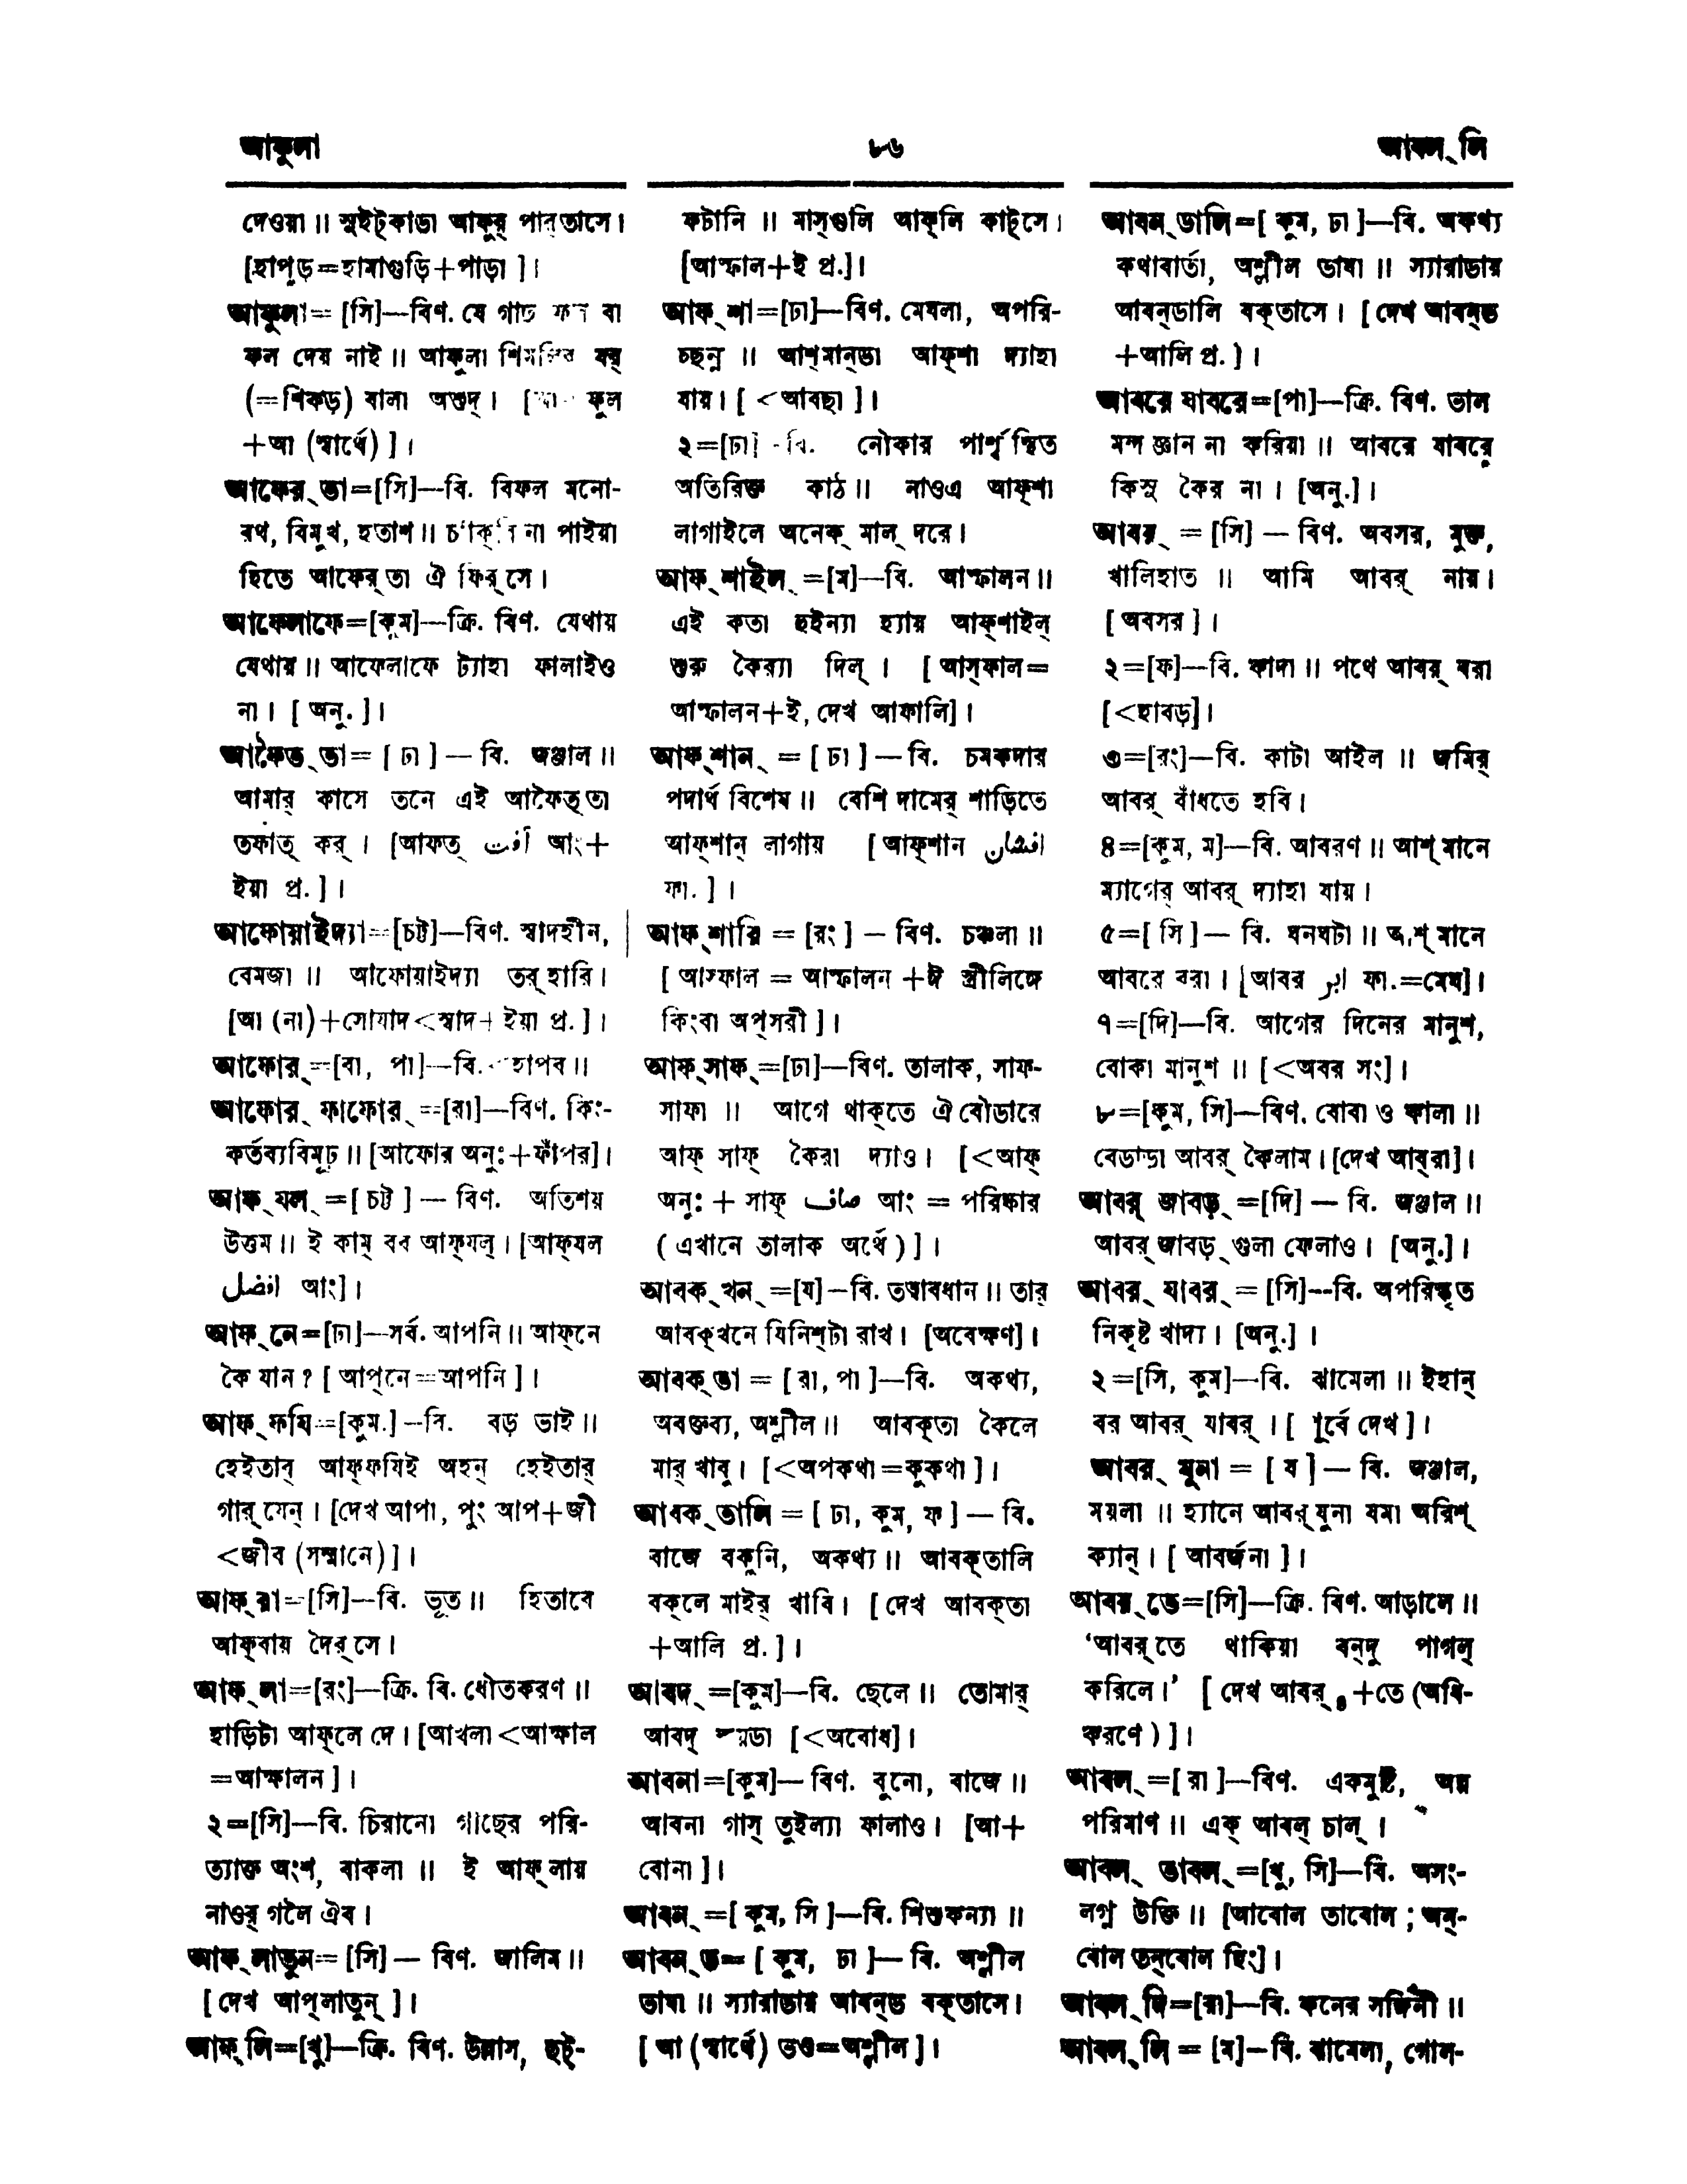 আফুলা
৮৬
আবল্‌লি
দেওয়া॥ সুইট্‌কাডা আফুর্ পার্‌তাসে।
[হাপুড়=হামাগুড়ি+পাড়া]।
আফুলা=[সি]—বিণ. যে গাছ ফল বা
ফল দেয় নাই॥ আফুলা
(=শিকড়) বালা অশুদ্। ফুল
+আ (স্বার্থে)]।
আফের্‌তা=[সি]—বি. বিফল মনো-
রথ, বিমুখ, হতাশ॥ না পাইয়া
হিতে আফের্‌তা ঐ ফির্‌সে।
আফেলাফে=[কুম]—ক্রি. বিণ. যেথায়
যেথায়॥ আফেলাফে ট্যাহা ফালাইও
না। [অনু.]।
আফৈত্‌তা=[ঢা]—বি. জঞ্জাল॥
আমার্ কাসে তনে এই আফৈত্‌তা
তফাত্ কর্। [আফত্ آفت আঃ+
ইয়া প্র.]।
আফোয়াইদ্যা=[চট্ট]—বিণ. স্বাদহীন,
বেমজা॥ আফোয়াইদ্যা তর্‌হারি।
[আ (না)+সোয়াদ<স্বাদ+ইয়া প্র.]।
আফোর্=[বা, পা]—বি.
আফোর্ ফাফোর্=[রা]—বিণ. কিং-
কর্তব্যবিমূঢ়॥ [আফোর অনুঃ+ফাঁপর]।
আফ্‌যল্=[চট্ট]—বিণ. অতিশয়
উত্তম॥ ই কাম্ বব আফ্‌যল্। [আফ্‌যল
افضل আঃ]।
আফ্‌নে=[ঢা]—সর্ব. আপনি॥ আফ্‌নে
কৈ যান? [আপ্‌নে=আপনি]।
আফ্‌ফযি=[কুম.]—বি. বড় ভাই॥
হেইতার্ আফ্‌ফযিই অহন্ হেইতার্
গার্ যেন্। [দেখ আপা, পুং আপ+জী
<জীব (সম্মানে)]।
আফ্‌রা=[সি]—বি. ভূত॥ হিতাবে
আফ্‌বায় দৈর্‌সে।
আফ্‌লা=[রং]—ক্রি. বি. ধৌতকরণ॥
হাড়িটা আফ্‌লে দে। [আখলা<আক্ষাল
=আক্ষালন]।
২=[সি]—বি. চিরানো গাছের পরি-
ত্যাক্ত অংশ, বাকলা॥ ই আফ্‌লায়
নাওর্ গলৈ ঐব।
আফ্‌লাতুন=[সি]—বিণ. জালিম॥
[দেখ আপ্‌লাতুন্]।
আফ্‌লি=[খু]—ক্রি. বিণ. উল্লাস, ছট্-
ফটানি॥ মাস্‌গুলি আফ্‌লি কাট্‌সে।
[আস্ফাল+ই প্র.]।
আফ্‌শা=[ঢা]—বিণ. মেঘলা, অপরি-
চছন্ন॥ আশ্‌মান্‌ডা আফ্‌শা দ্যাহা
যায়। [<আবছা]।
২=[ঢা]—বি. নৌকার পার্শ্বস্থিত
অতিরিক্ত কাঠ॥ নাওএ আফ্‌শা
লাগাইলে অনেক্ মাল্ দরে।
আফ্‌শাইল্=[ম]—বি. আস্ফালন॥
এই কতা হুইন্যা হ্যায় আফ্‌শাইল্
শুরু কৈর‍্যা দিল্। [আস্‌ফাল=
আস্ফালন+ই, দেখ আফালি]।
আফ্‌শান্=[ঢা]—বি. চমকদার
পদার্থ বিশেষ॥ বেশি দামের্ শাড়িতে
আফ্‌শান্ লাগায় [আফ্‌শান افشان
ফা.]।
আফ্‌শারি=[রং]—বিণ. চঞ্চলা॥
[আস্ফাল=আস্ফালন+ঈ স্ত্রীলিঙ্গে
কিংবা অপ্‌সরী]।
আফ্‌সাফ্=[ঢা]—বিণ. তালাক, সাফ-
সাফা॥ আগে থাক্‌তে ঐ বৌডারে
আফ্ সাফ্ কৈরা দ্যাও। [<আফ্
অনুঃ+সাফ্ صاف আঃ=পরিষ্কার
(এখানে তালাক অর্থে)]।
আবক্‌খন্=[য]—বি. তত্ত্বাবধান॥ তার্
আবক্‌খনে যিনিশ্‌টা রাখ। [অবেক্ষণ]।
আবক্‌তা=[রা, পা]—বি. অকথ্য,
অবক্তব্য, অশ্লীল॥ আবক্‌তা কৈলে
মার্ খাবু। [<অপকথা=কুকথা]।
আবক্‌তালি=[ঢা, কুম, ফ]—বি.
বাজে বকুনি, অকথ্য॥ আবক্‌তালি
বক্‌লে মাইর্ খাবি। [দেখ আবক্‌তা
+আলি প্র.]।
আবদ্=[কুম]—বি. ছেলে॥ তোমার্
আবদ্ [<অবোধ]।
আবনা=[কুম]—বিণ. বুনো, বাজে॥
আবনা গাস্ তুইল্যা ফালাও। [আ+
বোনা]।
আবন্=[কুম, সি]—বি. শিশুকন্যা॥
আবন্‌ড=[কুম, ঢা]—বি. অশ্লীল
ভাষা॥ স্যারাডায় আবন্‌ড বক্‌তাসে।
[আ (স্বার্থে) ভণ্ড=অশ্লীল]।
আবন্‌ডালি=[কুম, ঢা]—বি. অকথ্য
কথাবার্তা, অশ্লীল ভাষা॥ স্যারাডায়
আবন্‌ডালি বক্‌তাসে। [দেখ আবন্‌ড
+আলি প্র.]।
আবরে যাবরে=[পা]—ক্রি. বিণ. ভাল
মন্দ জ্ঞান না করিয়া॥ আবরে যাবরে
কিসু কৈর না। [অনু.]।
আবর্=[সি]—বিণ. অবসর, মুক্ত,
খালিহাত॥ আমি আবর্ নায়।
[অবসর]।
২=[ফ]—বি. কাদা॥ পথে আবর্ বরা
[<হাবড়]।
৩=[রং]—বি. কাটা আইল॥ জমির্
আবর্ বাঁধতে হবি।
৪=[কুম, ম]—বি. আবরণ॥ আশ্‌মানে
ম্যাগের্ আবর্ দ্যাহা যায়।
৫=[সি]—বি. ঘনঘটা॥ আশ্‌মানে
আবরে বরা। [আবর ابر ফা.=মেঘ]।
৭=[দি]—বি. আগের দিনের মানুশ,
বোকা মানুশ॥ [<অবর সং]।
৮=[কুম, সি]—বিণ. বোবা ও কালা॥
বেডাডা আবর্ কৈলাম। [দেখ আব্‌রা]।
আবর্ জাবড়্=[দি]—বি. জঞ্জাল॥
আবর্ জাবড়্ গুলা ফেলাও। [অনু.]।
আবর্ যাবর্=[সি]—বি. অপরিষ্কৃত
নিকৃষ্ট খাদ্য। [অনু.]।
২=[সি, কুম]—বি. ঝামেলা॥ ইহান্
বর আবর্ যাবর্। [পূর্বে দেখ]।
আবর্ যুনা=[য]—বি. জঞ্জাল,
ময়লা॥ হ্যানে আবর্ যুনা যমা অরিশ্
ক্যান্। [আবর্জনা]।
আবর্‌তে=[সি]—ক্রি. বিণ. আড়ালে॥
‘আবর্‌তে থাকিয়া বন্‌দু পাগল্
করিলে।’ [দেখ আবর্ ৪+তে (অধি-
করণে)]।
আবল্=[রা]—বিণ. একমুষ্টি, অল্প
পরিমাণ॥ এক্ আবল্ চাল্।
আবল্ তাবল্=[খু, সি]—বি. অসং-
লগ্ন উক্তি॥ [আবোল তাবোল; অন্-
বোল তন্‌বোল হিং]।
আবল্‌নি=[রা]—বি. কনের সঙ্গিনী॥
আবল্‌লি=[ম]—বি. ঝামেলা, গোল-